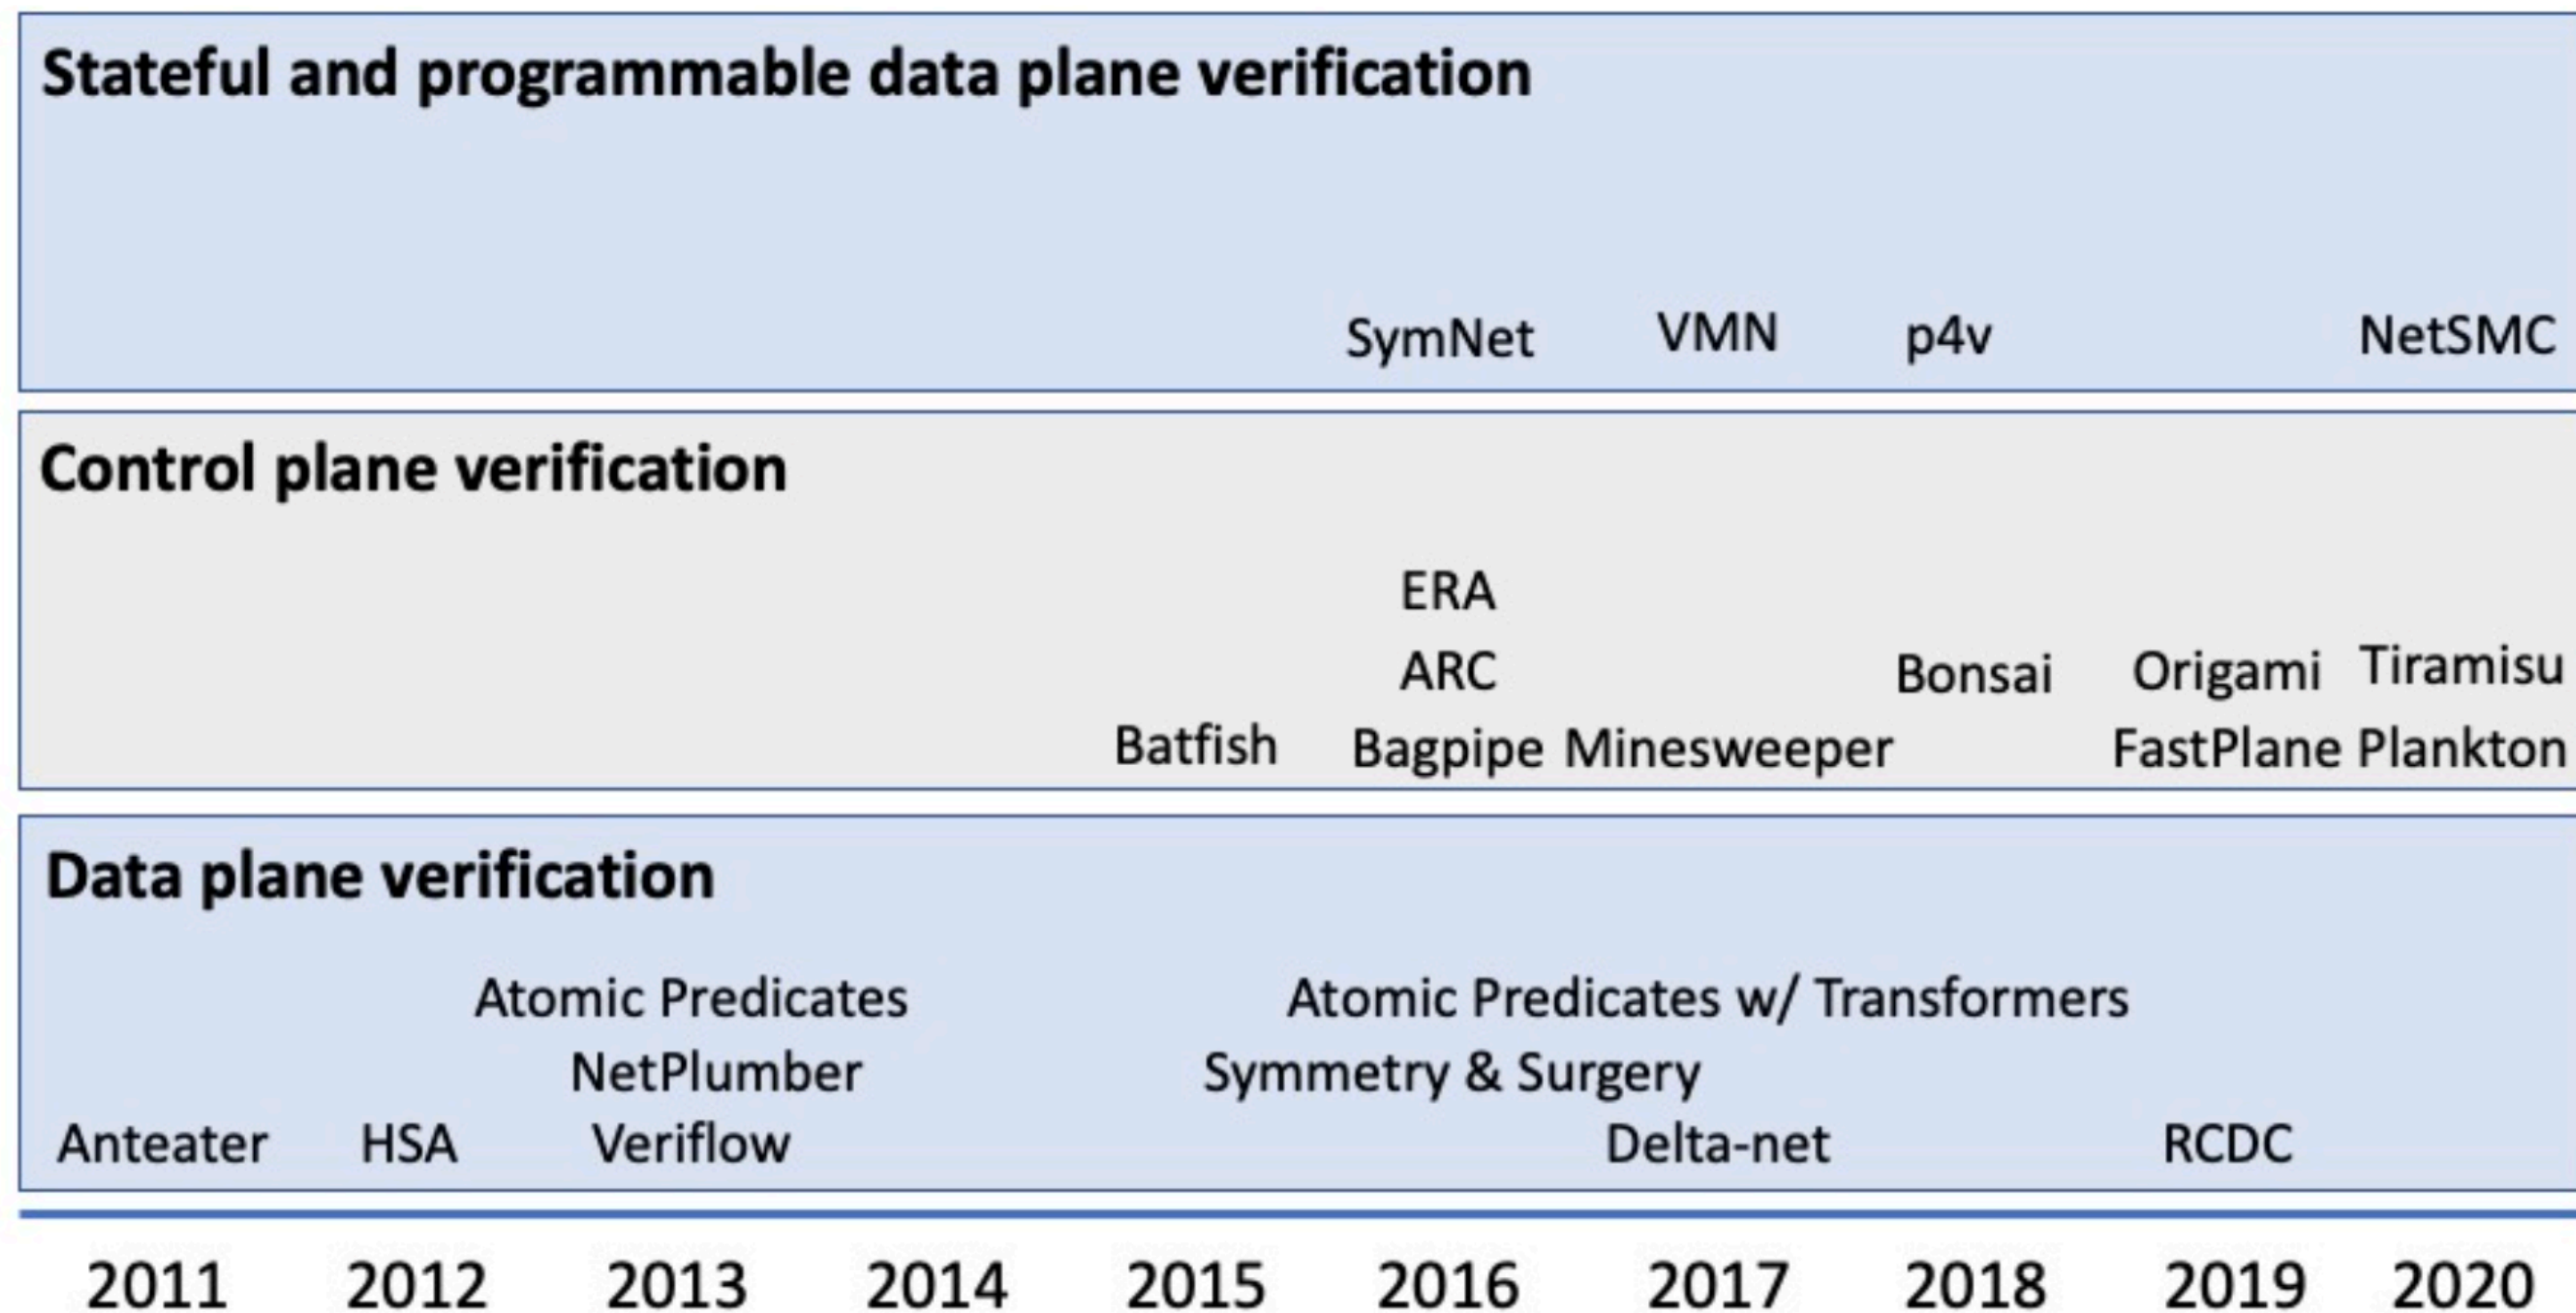 Stateful and programmable data plane verification
SymNet VMN p4v NetSMC
Control plane verification
ERA
ARC Bonsai Origami Tiramisu
Batfish Bagpipe Minesweeper FastPlane Plankton
Data plane verification
Atomic Predicates Atomic Predicates w/ Transformers
NetPlumber Symmetry & Surgery
Anteater HSA Veriflow Delta-net RCDC
2011 2012 2013 2014 2015 2016 2017 2018 2019 2020